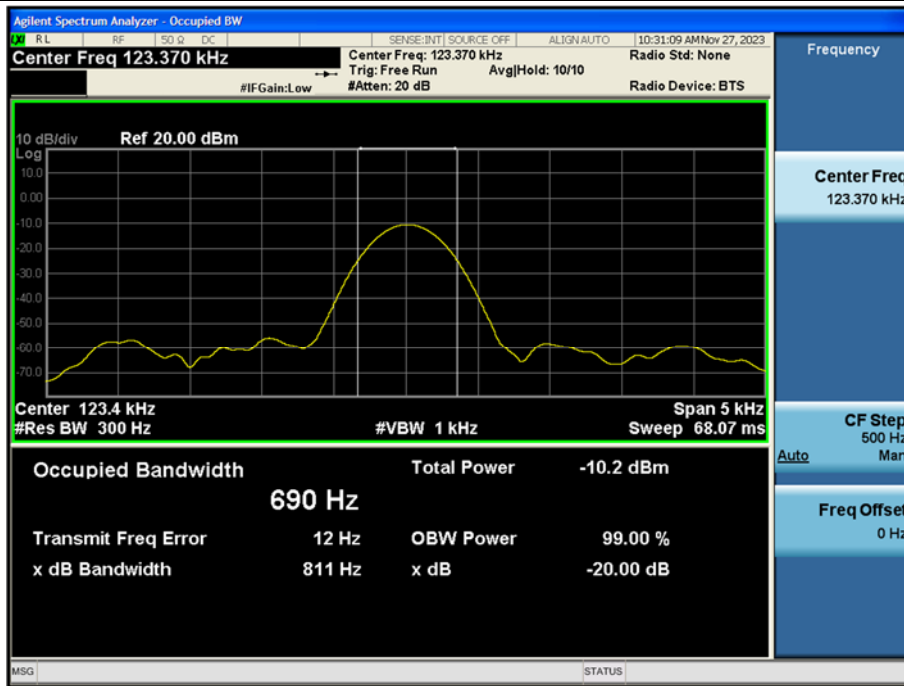 Agilent Spectrum Analyzer - Occupied BW
LXI RL RF 50 Ω DC SENSE:INT SOURCE OFF ALIGN AUTO 10:31:09 AM Nov 27, 2023
Center Freq 123.370 kHz
Center Freq: 123.370 kHz Radio Std: None
Trig: Free Run Avg|Hold: 10/10
#IFGain:Low #Atten: 20 dB Radio Device: BTS
Frequency
10 dB/div Ref 20.00 dBm
Log
10.0
0.00
-10.0
-20.0
-30.0
-40.0
-50.0
-60.0
-70.0
Center 123.4 kHz Span 5 kHz
#Res BW 300 Hz #VBW 1 kHz Sweep 68.07 ms
Center Freq
123.370 kHz
CF Step
500 Hz
Auto Man
Freq Offset
0 Hz
Occupied Bandwidth Total Power -10.2 dBm
690 Hz
Transmit Freq Error 12 Hz OBW Power 99.00 %
x dB Bandwidth 811 Hz x dB -20.00 dB
MSG STATUS